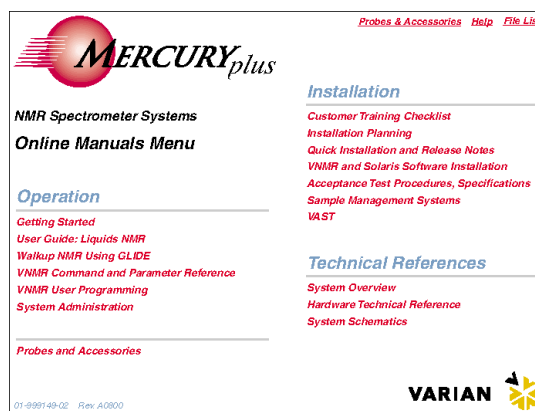 Probes & Accessories Help File Lis
MERCURYplus
NMR Spectrometer Systems
Online Manuals Menu
Operation
Getting Started
User Guide: Liquids NMR
Walkup NMR Using GLIDE
VNMR Command and Parameter Reference
VNMR User Programming
System Administration
Probes and Accessories
01-999149-02 Rev. A0800
Installation
Customer Training Checklist
Installation Planning
Quick Installation and Release Notes
VNMR and Solaris Software Installation
Acceptance Test Procedures, Specifications
Sample Management Systems
VAST
Technical References
System Overview
Hardware Technical Reference
System Schematics
VARIAN